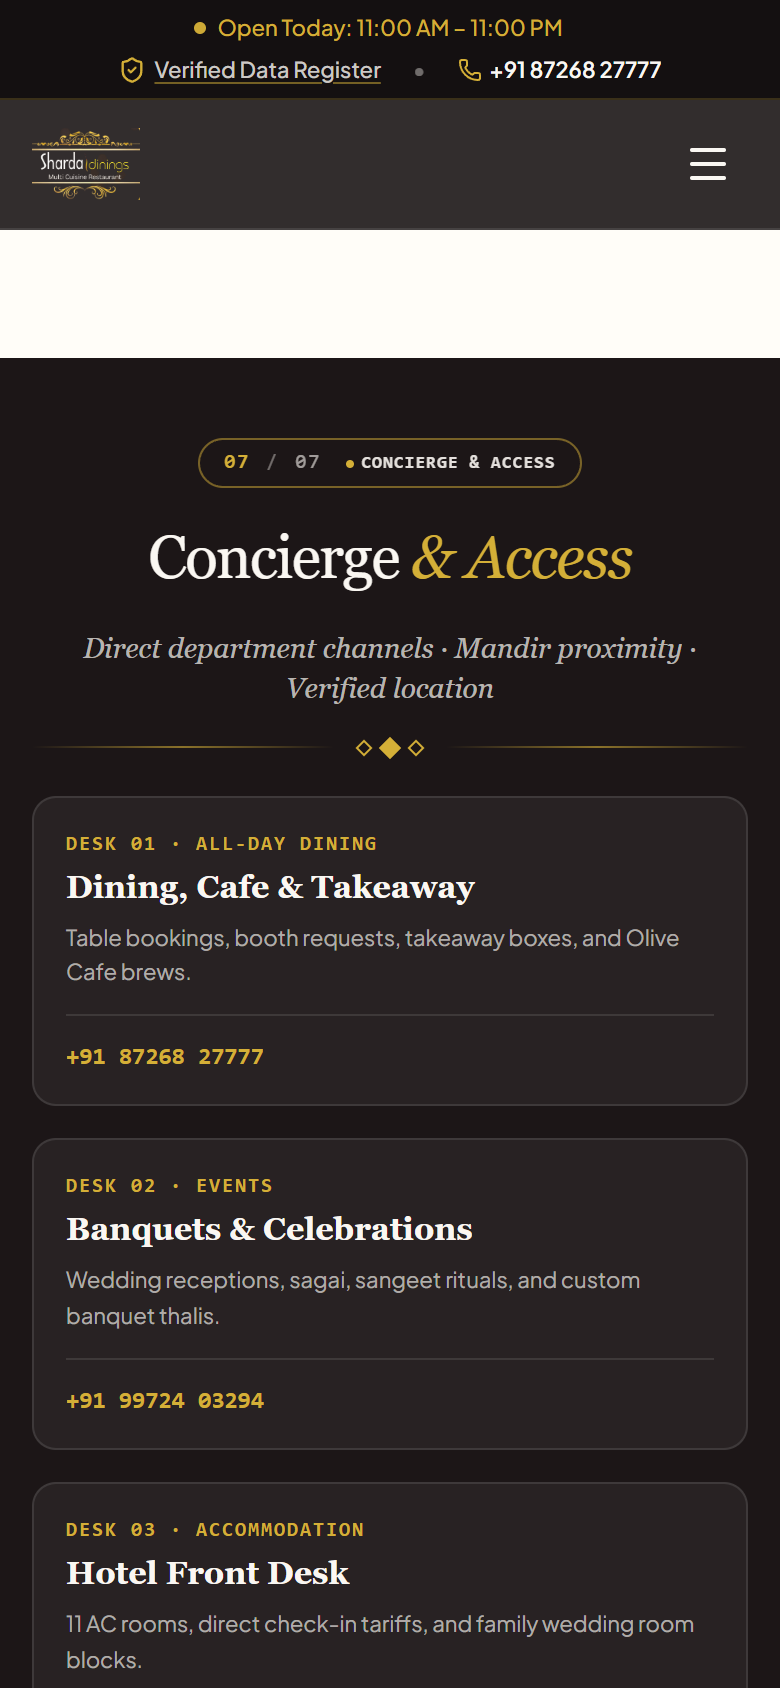 Open Today: 11:00 AM – 11:00 PM
Verified Data Register • +91 87268 27777
Sharda dinings
Multi Cuisine Restaurant
07 / 07 • CONCIERGE & ACCESS
Concierge & Access
Direct department channels · Mandir proximity ·
Verified location
DESK 01 · ALL-DAY DINING
Dining, Cafe & Takeaway
Table bookings, booth requests, takeaway boxes, and Olive
Cafe brews.
+91 87268 27777
DESK 02 · EVENTS
Banquets & Celebrations
Wedding receptions, sagai, sangeet rituals, and custom
banquet thalis.
+91 99724 03294
DESK 03 · ACCOMMODATION
Hotel Front Desk
11 AC rooms, direct check-in tariffs, and family wedding room
blocks.